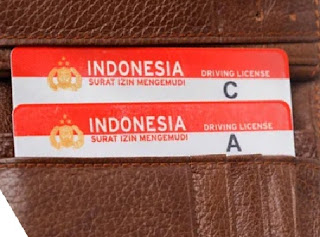 INDONESIA DRIVING LICENSE
SURAT IZIN MENGEMUDI C
INDONESIA DRIVING LICENSE
SURAT IZIN MENGEMUDI A